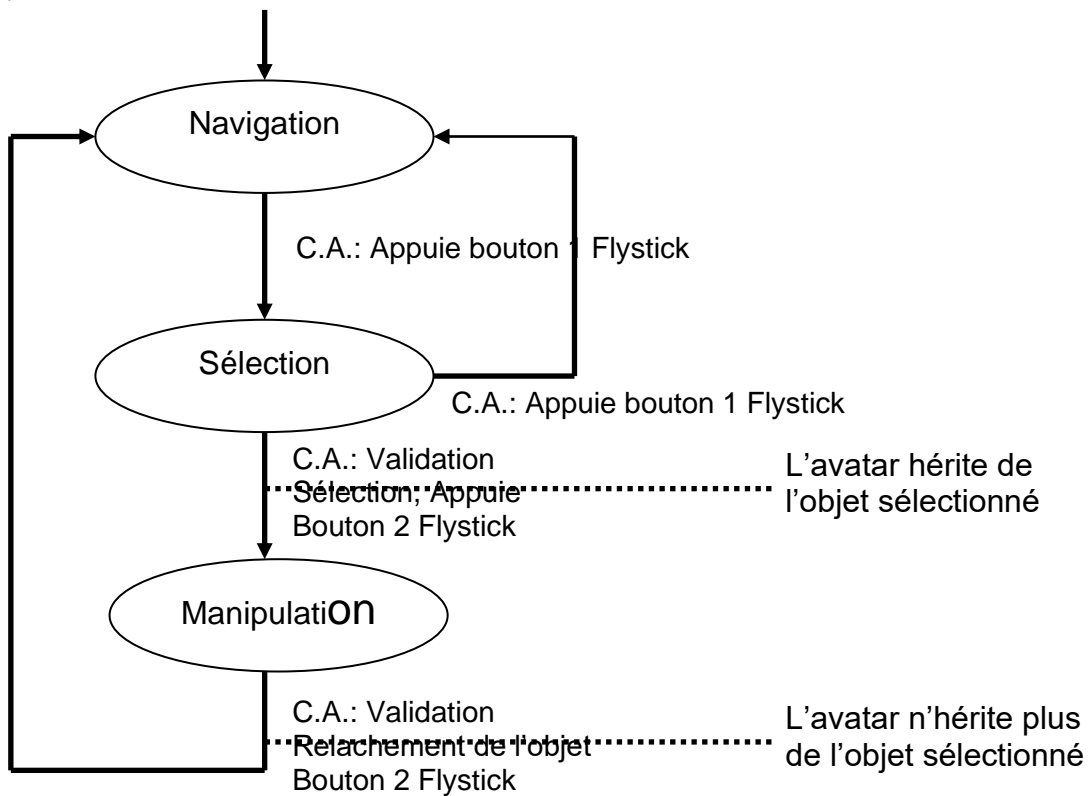 Navigation
C.A.: Appuie bouton 1 Flystick
Sélection
C.A.: Appuie bouton 1 Flystick
C.A.: Validation
Sélection; Appuie
Bouton 2 Flystick
L’avatar hérite de
l’objet sélectionné
Manipulation
C.A.: Validation
Relachement de l’objet
Bouton 2 Flystick
L’avatar n’hérite plus
de l’objet sélectionné